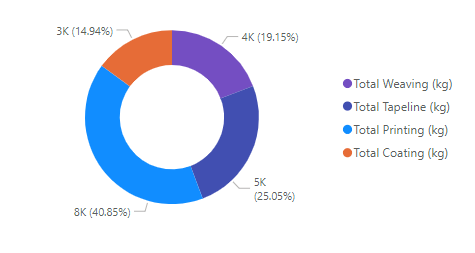 3K (14.94%)
4K (19.15%)
5K
(25.05%)
8K (40.85%)
Total Weaving (kg)
Total Tapeline (kg)
Total Printing (kg)
Total Coating (kg)